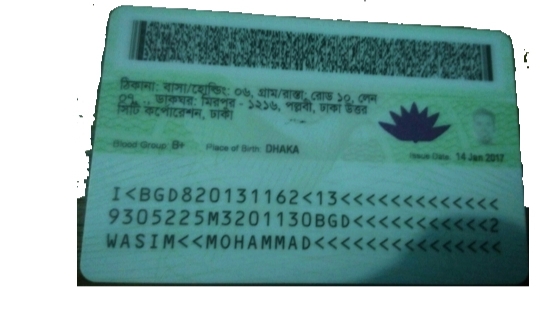 ঠিকানা: বাসা/হোল্ডিং: ০৬, গ্রাম/রাস্তা: রোড ১০, লেন
০৭, , ডাকঘর: মিরপুর - ১২১৬, পল্লবী, ঢাকা উত্তর
সিটি কর্পোরেশন, ঢাকা
Blood Group: B+ Place of Birth: DHAKA Issue Date: 14 Jan 2017
I<BGD820131162<13<<<<<<<<<<<<<
9305225M3201130BGD<<<<<<<<<<<2
WASIM<<MOHAMMAD<<<<<<<<<<<<<<<